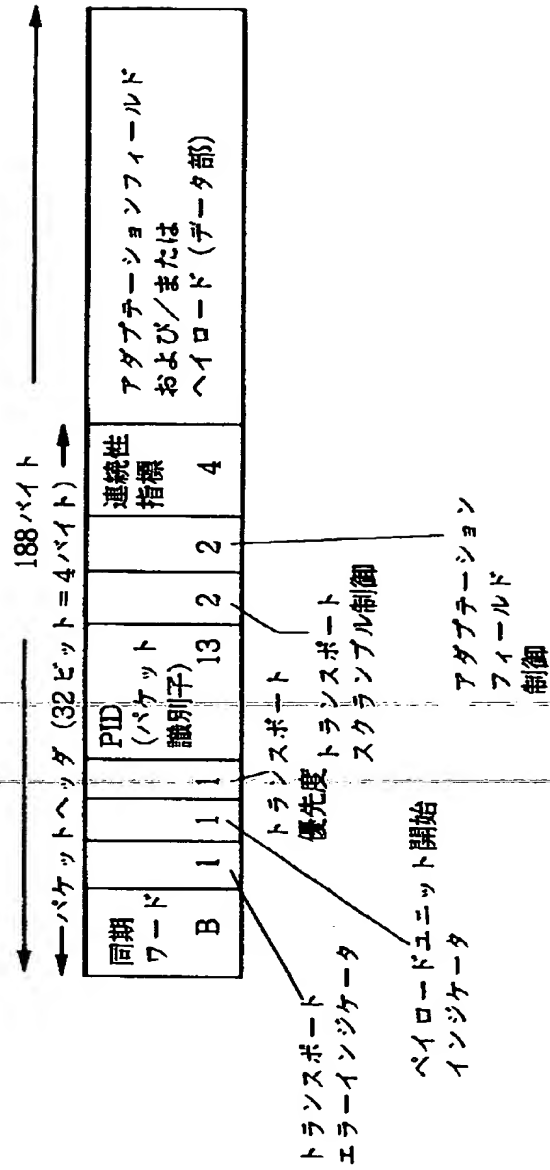 188バイト
パケットヘッダ (32ビット=4バイト)
同期
ワード
B
1
1
1
PID
(パケット
識別子)
13
2
2
連続性
指標
4
アダプテーションフィールド
および/または
ヘイロード (データ部)
トランスポート
エラーインジケータ
ペイロードユニット開始
インジケータ
トランスポート
優先度
トランスポート
スクランブル制御
アダプテーション
フィールド
制御